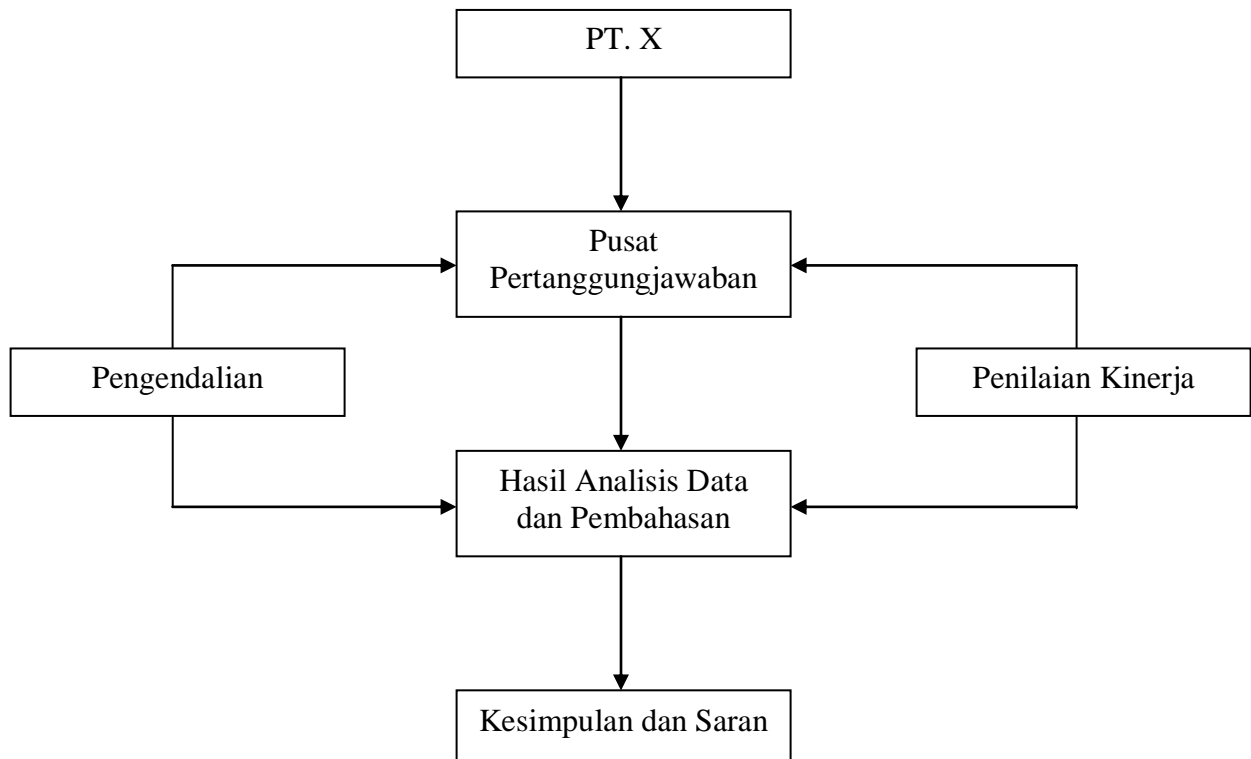 PT. X
Pusat
Pertanggungjawaban
Pengendalian
Penilaian Kinerja
Hasil Analisis Data
dan Pembahasan
Kesimpulan dan Saran